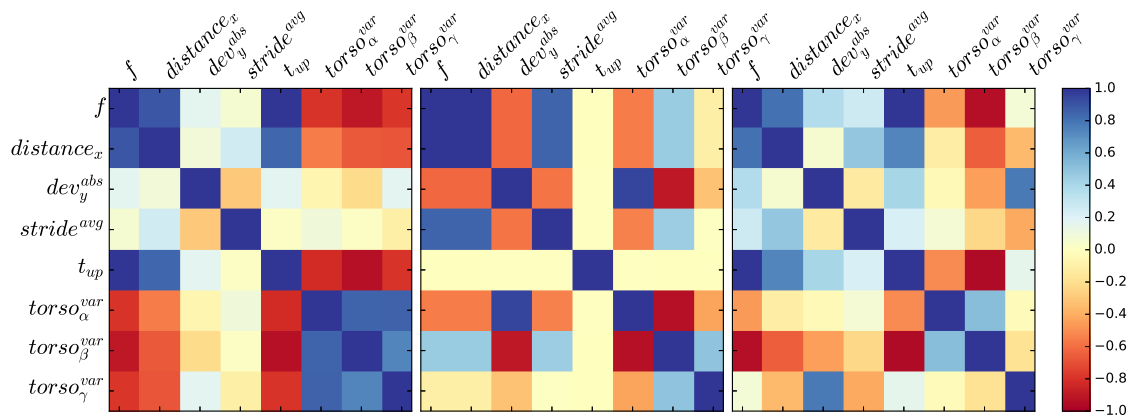 f distance_x dev_y^abs stride^avg t_up torso_α^var torso_β^var torso_γ^var
f distance_x dev_y^abs stride^avg t_up torso_α^var torso_β^var torso_γ^var
f distance_x dev_y^abs stride^avg t_up torso_α^var torso_β^var torso_γ^var
f
distance_x
dev_y^abs
stride^avg
t_up
torso_α^var
torso_β^var
torso_γ^var
1.0
0.8
0.6
0.4
0.2
0.0
−0.2
−0.4
−0.6
−0.8
−1.0